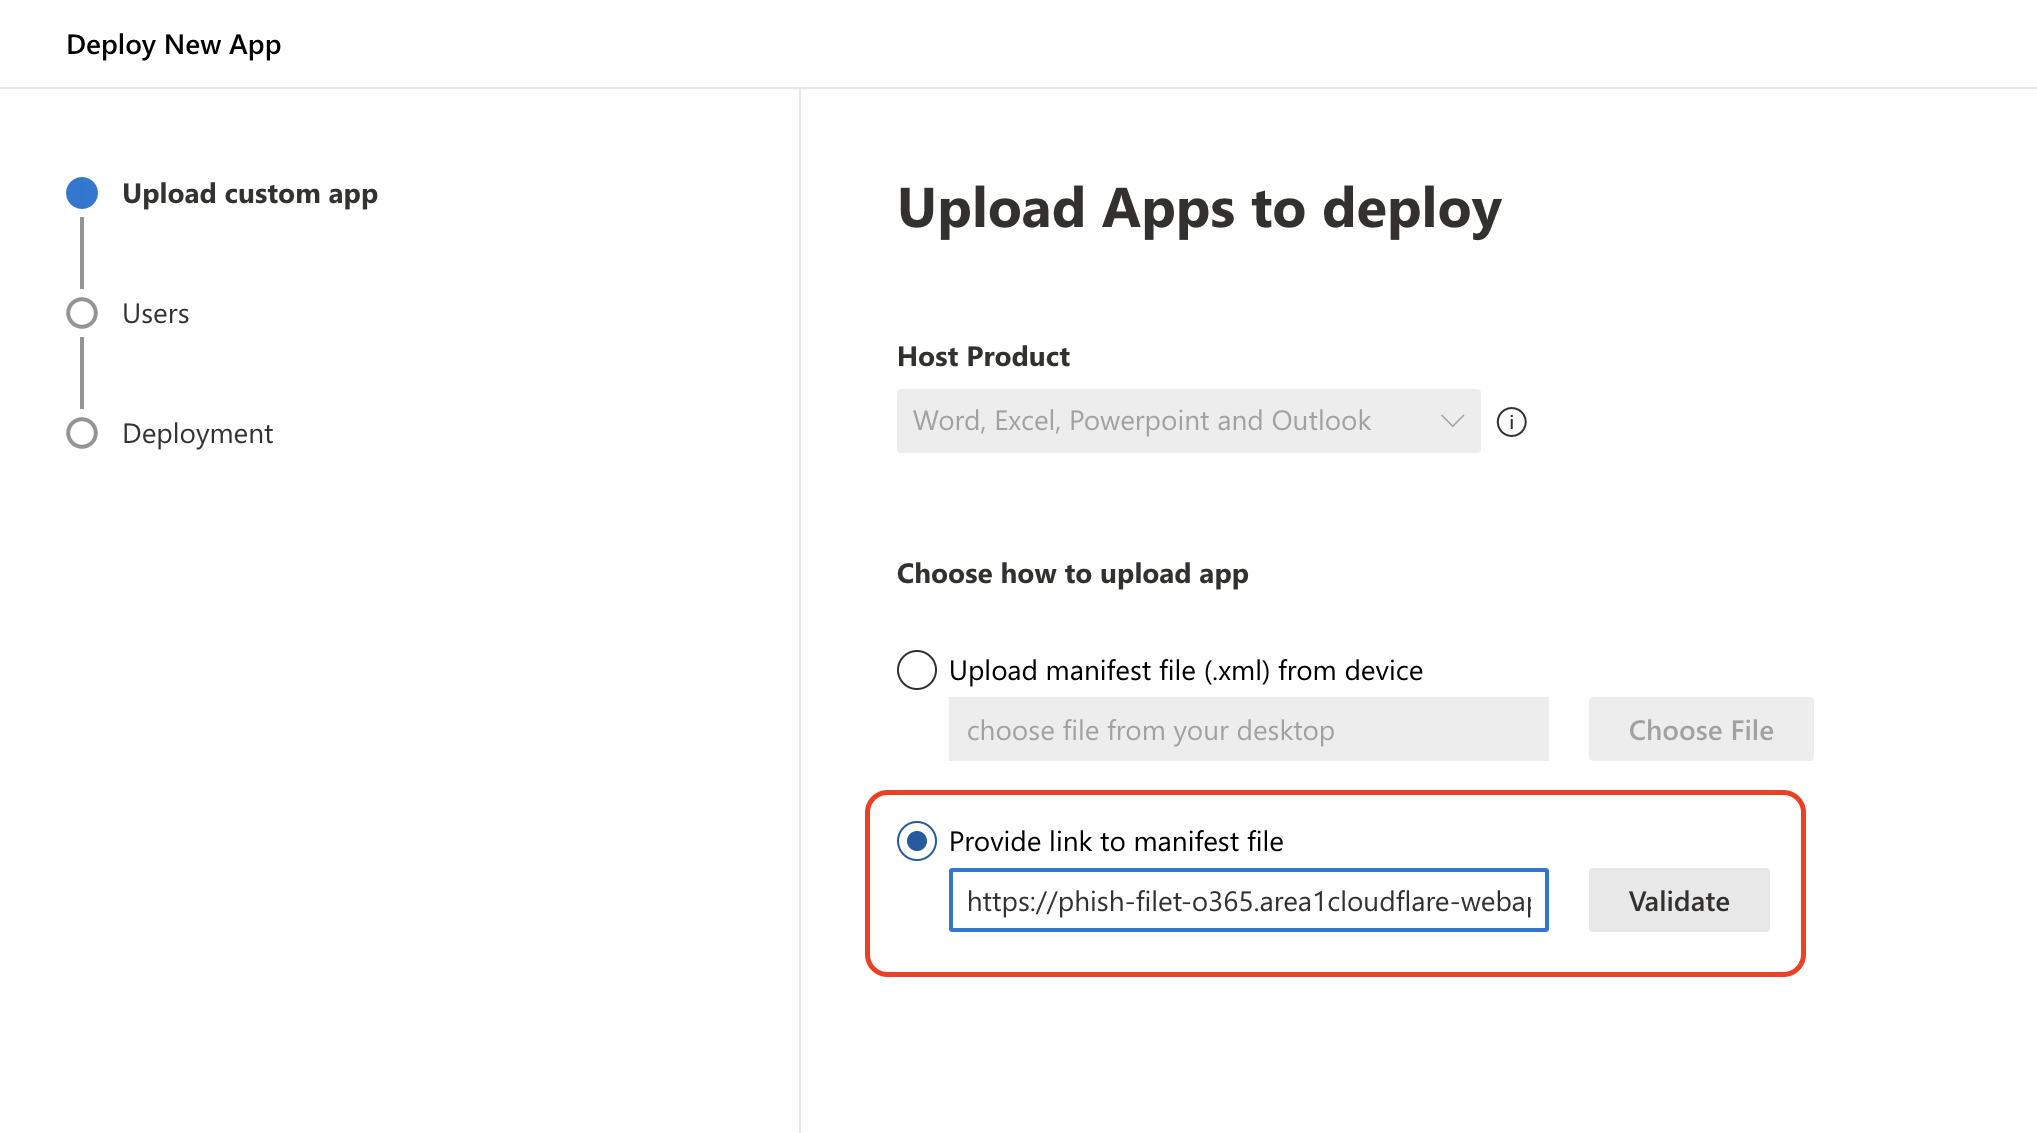 Deploy New App
Upload custom app
Users
Deployment
Upload Apps to deploy
Host Product
Word, Excel, Powerpoint and Outlook
Choose how to upload app
Upload manifest file (.xml) from device
choose file from your desktop
Choose File
Provide link to manifest file
https://phish-filet-o365.area1cloudflare-webap
Validate